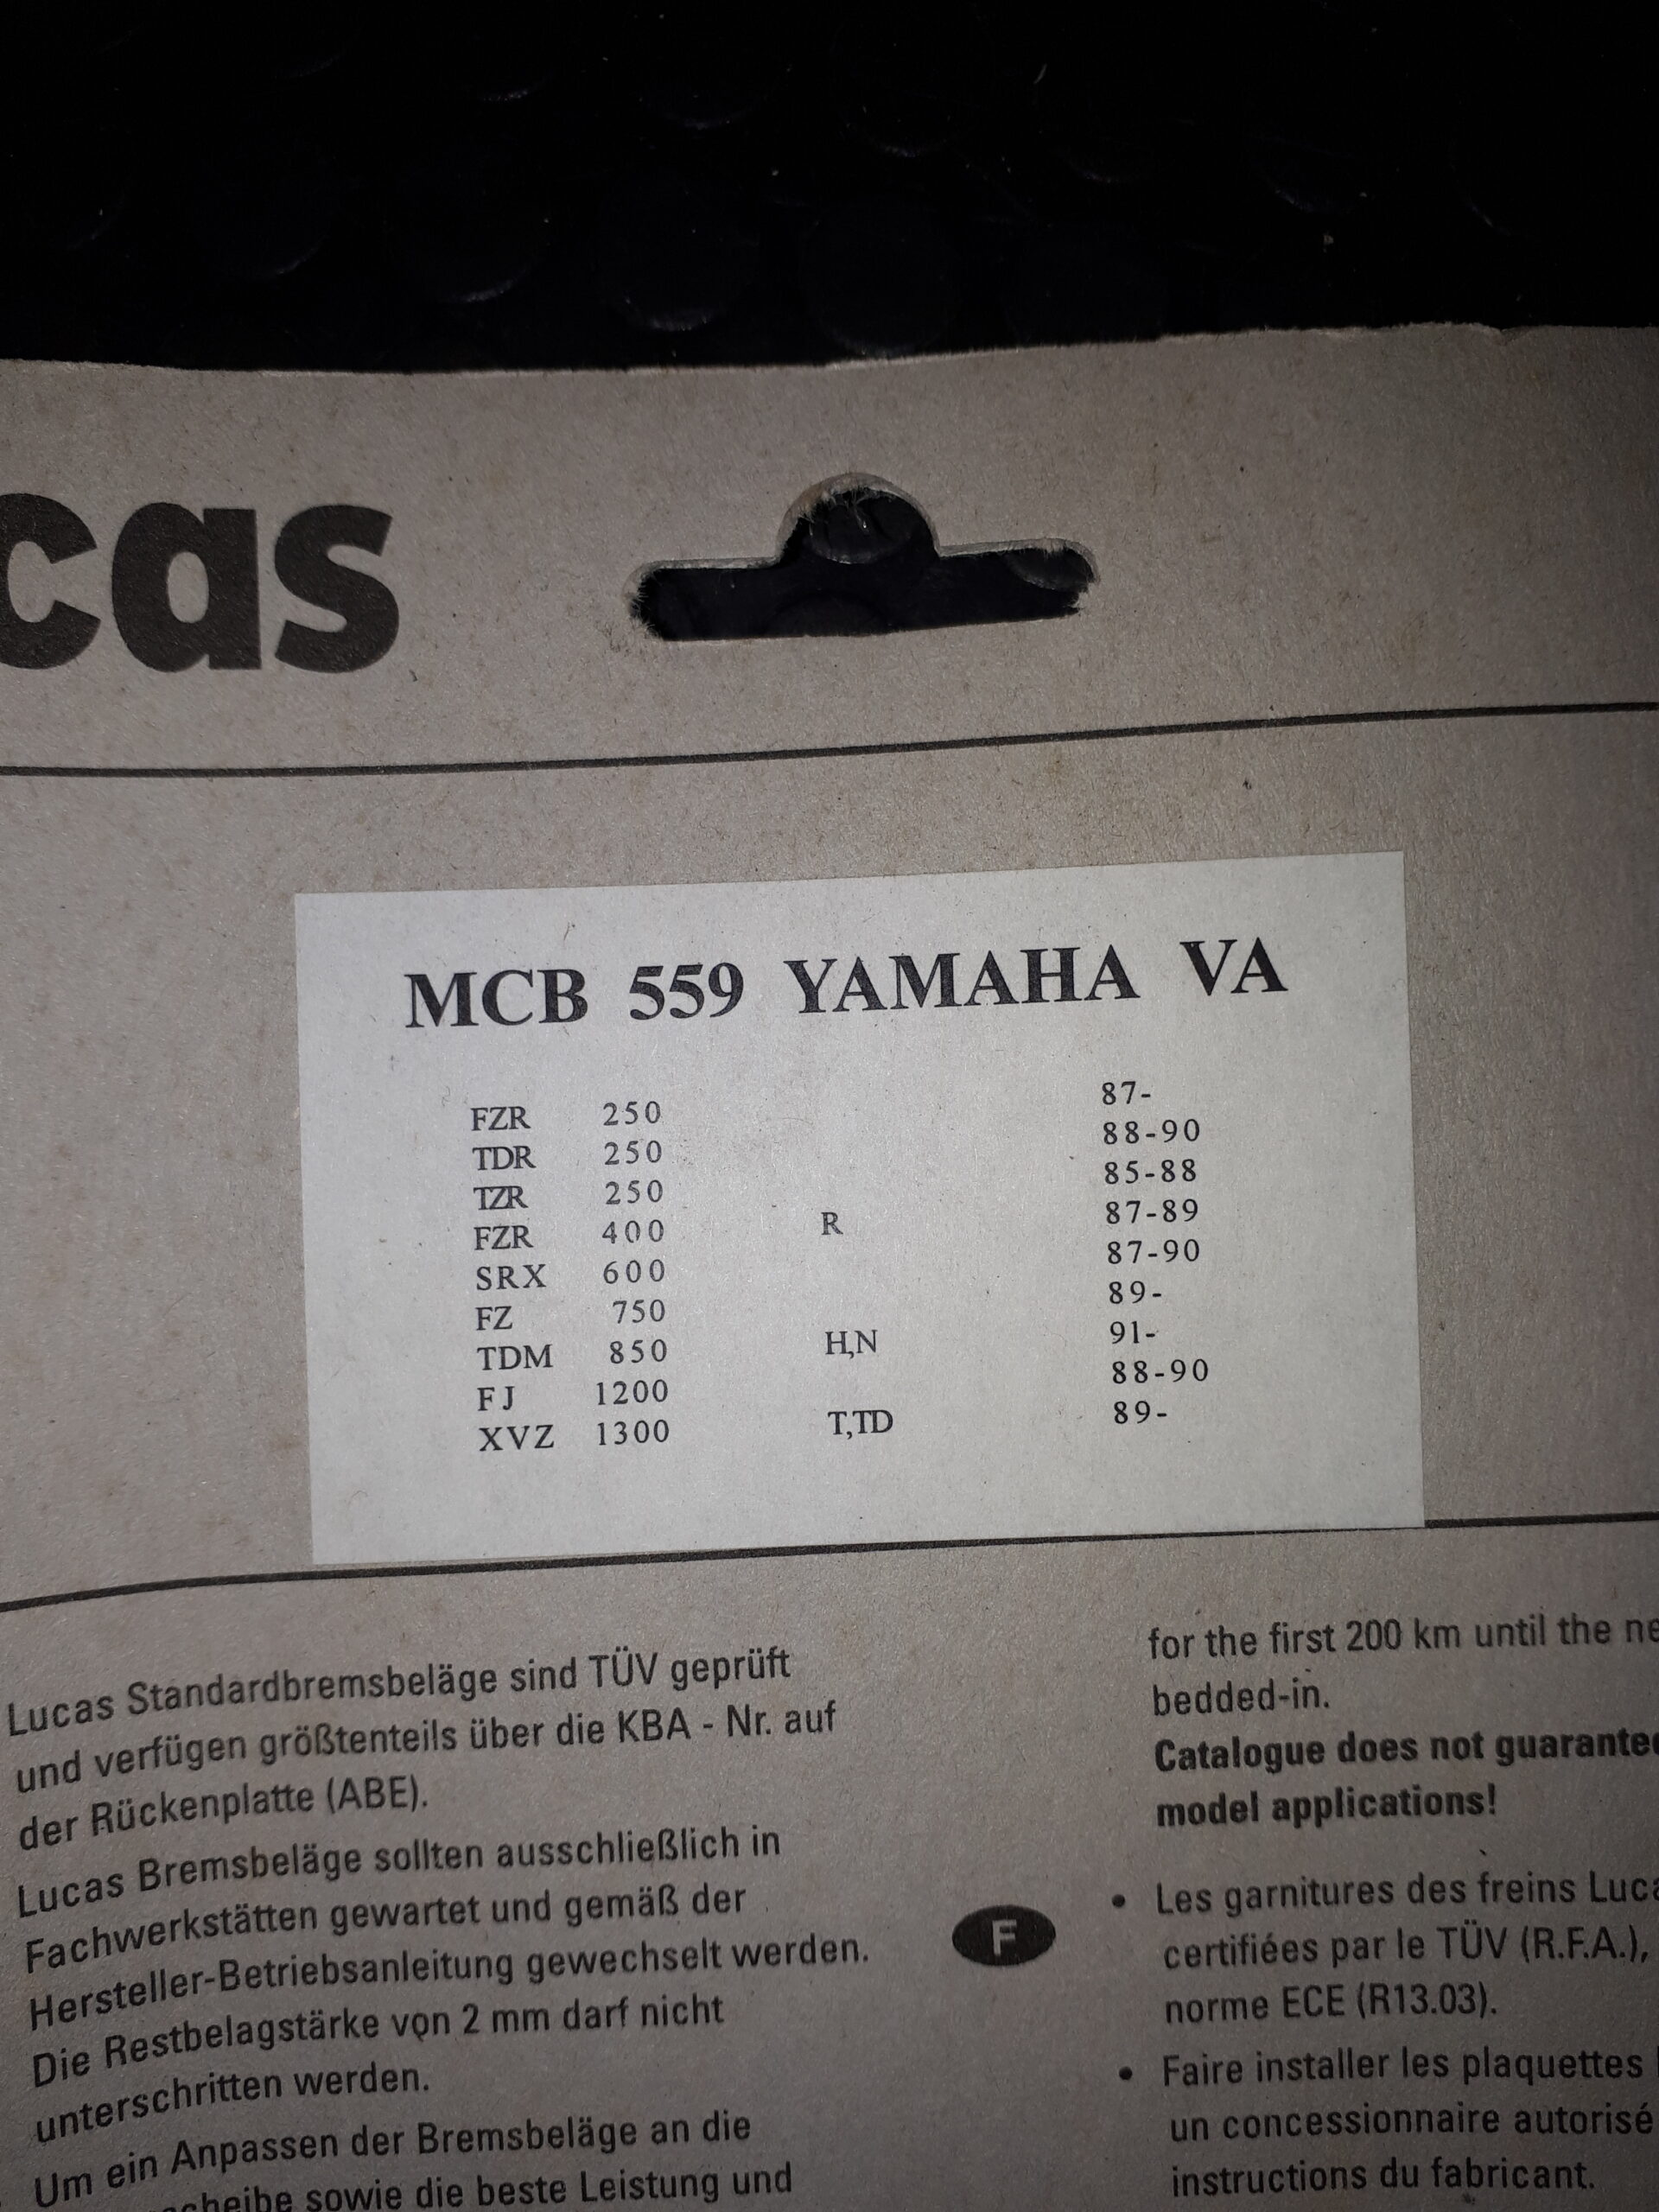 cas
MCB 559 YAMAHA VA
FZR 250 87-
TDR 250 88-90
TZR 250 85-88
FZR 400 R 87-89
SRX 600 87-90
FZ 750 89-
TDM 850 H,N 91-
FJ 1200 88-90
XVZ 1300 T,TD 89-
Lucas Standardbremsbeläge sind TÜV geprüft
und verfügen größtenteils über die KBA - Nr. auf
der Rückenplatte (ABE).
Lucas Bremsbeläge sollten ausschließlich in
Fachwerkstätten gewartet und gemäß der
Hersteller-Betriebsanleitung gewechselt werden.
Die Restbelagstärke von 2 mm darf nicht
unterschritten werden.
Um ein Anpassen der Bremsbeläge an die
scheibe sowie die beste Leistung und
for the first 200 km until the ne
bedded-in.
Catalogue does not guarantee
model applications!
F
• Les garnitures des freins Luca
certifiées par le TÜV (R.F.A.),
norme ECE (R13.03).
• Faire installer les plaquettes
un concessionnaire autorisé
instructions du fabricant.